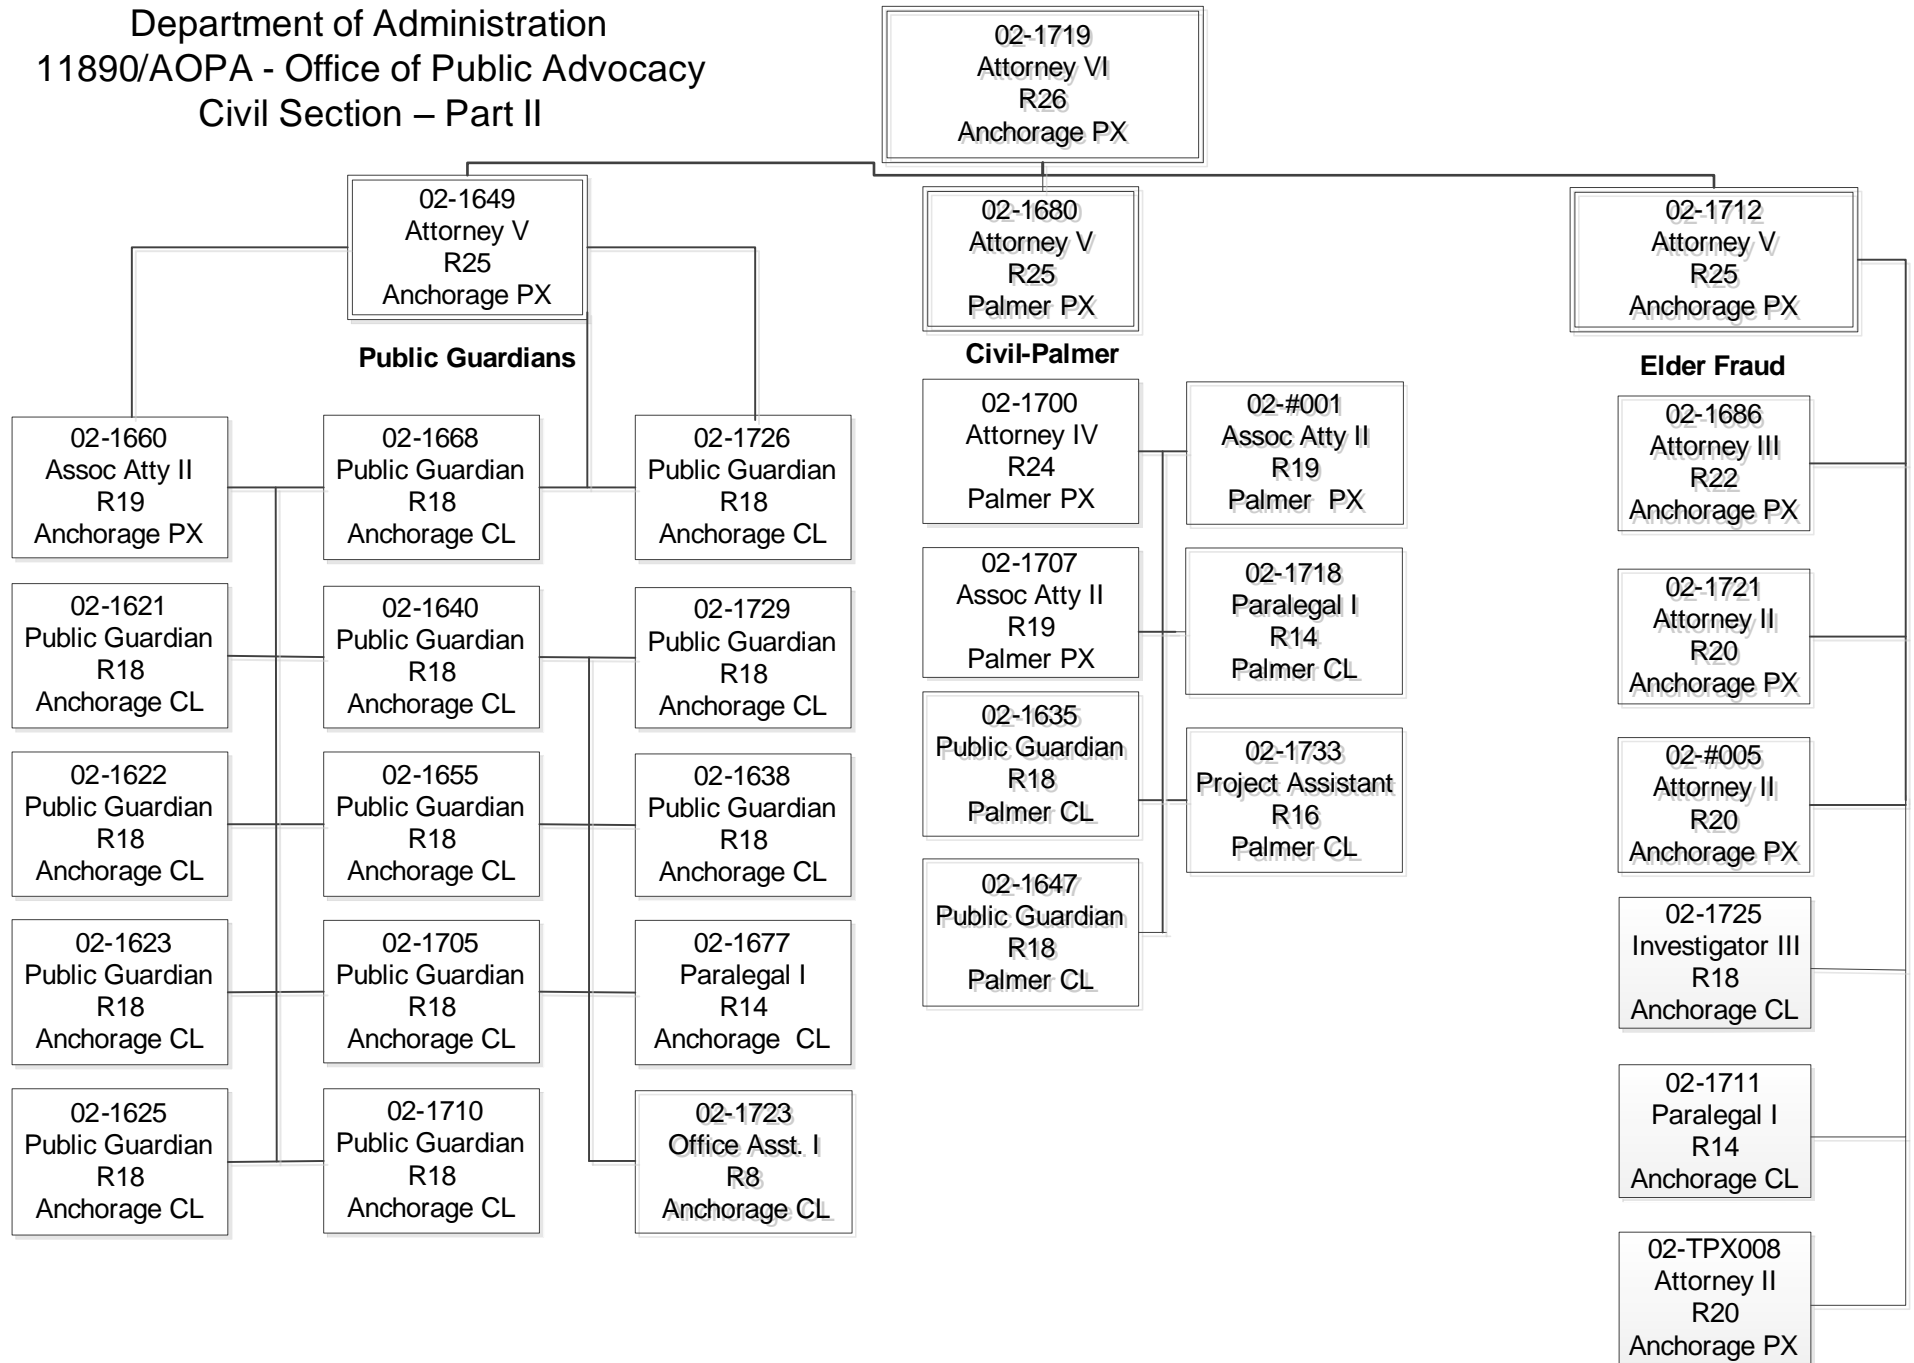 Department of Administration
11890/AOPA - Office of Public Advocacy
Civil Section – Part II
02-1719
Attorney VI
R26
Anchorage PX
02-1649
Attorney V
R25
Anchorage PX
02-1680
Attorney V
R25
Palmer PX
02-1712
Attorney V
R25
Anchorage PX
Public Guardians
02-1660
Assoc Atty II
R19
Anchorage PX
02-1668
Public Guardian
R18
Anchorage CL
02-1726
Public Guardian
R18
Anchorage CL
02-1621
Public Guardian
R18
Anchorage CL
02-1640
Public Guardian
R18
Anchorage CL
02-1729
Public Guardian
R18
Anchorage CL
02-1622
Public Guardian
R18
Anchorage CL
02-1655
Public Guardian
R18
Anchorage CL
02-1638
Public Guardian
R18
Anchorage CL
02-1623
Public Guardian
R18
Anchorage CL
02-1705
Public Guardian
R18
Anchorage CL
02-1677
Paralegal I
R14
Anchorage CL
02-1625
Public Guardian
R18
Anchorage CL
02-1710
Public Guardian
R18
Anchorage CL
02-1723
Office Asst. I
R8
Anchorage CL
Civil-Palmer
02-1700
Attorney IV
R24
Palmer PX
02-#001
Assoc Atty II
R19
Palmer PX
02-1707
Assoc Atty II
R19
Palmer PX
02-1718
Paralegal I
R14
Palmer CL
02-1635
Public Guardian
R18
Palmer CL
02-1733
Project Assistant
R16
Palmer CL
02-1647
Public Guardian
R18
Palmer CL
Elder Fraud
02-1686
Attorney III
R22
Anchorage PX
02-1721
Attorney II
R20
Anchorage PX
02-#005
Attorney II
R20
Anchorage PX
02-1725
Investigator III
R18
Anchorage CL
02-1711
Paralegal I
R14
Anchorage CL
02-TPX008
Attorney II
R20
Anchorage PX